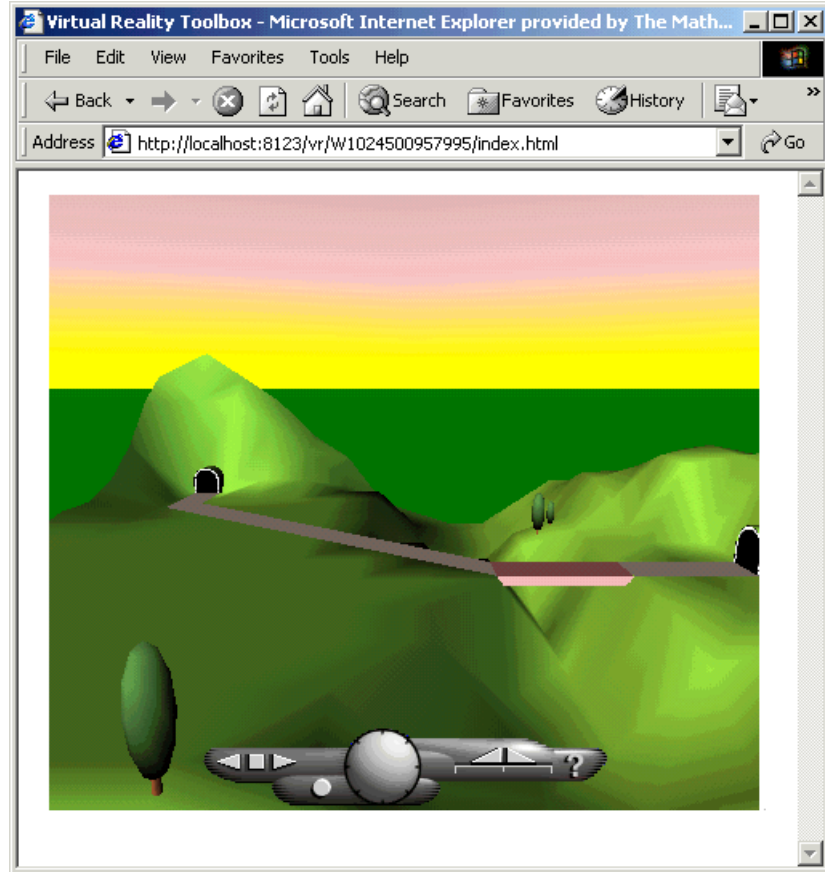 Virtual Reality Toolbox - Microsoft Internet Explorer provided by The Math...
File Edit View Favorites Tools Help
Back Search Favorites History »
Address http://localhost:8123/vr/W1024500957995/index.html Go
?